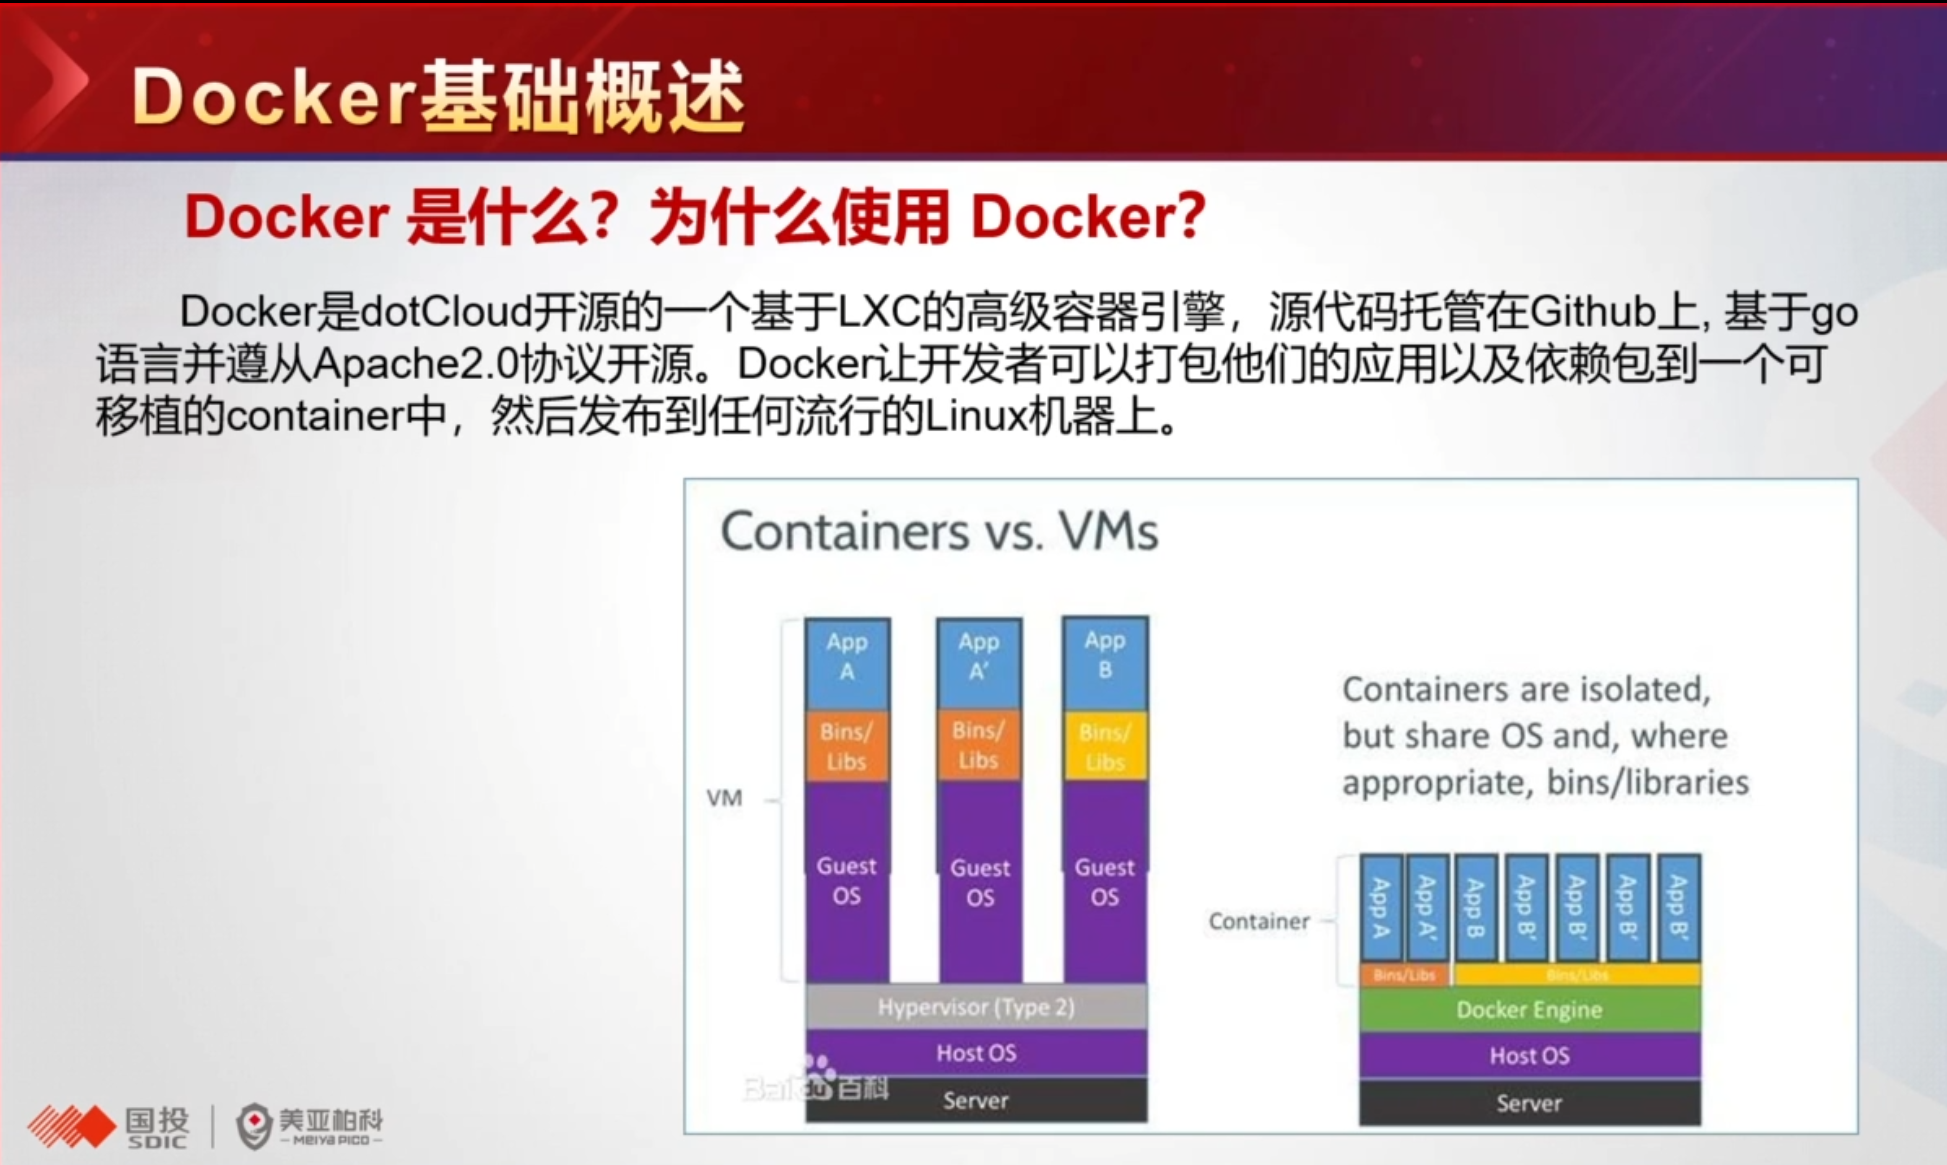 Docker基础概述
Docker 是什么？为什么使用 Docker？
Docker是dotCloud开源的一个基于LXC的高级容器引擎，源代码托管在Github上, 基于go
语言并遵从Apache2.0协议开源。Docker让开发者可以打包他们的应用以及依赖包到一个可
移植的container中，然后发布到任何流行的Linux机器上。
Containers vs. VMs
VM
App
A
App
A'
App
B
Bins/
Libs
Bins/
Libs
Bins/
Libs
Guest
OS
Guest
OS
Guest
OS
Hypervisor (Type 2)
Host OS
Server
Baidu百科
Containers are isolated,
but share OS and, where
appropriate, bins/libraries
Container
App A
App A'
App B
App B'
App B'
App B'
App B'
Bins/Libs
Bins/Libs
Docker Engine
Host OS
Server
国投
SDIC
美亚柏科
MEIYA PICO